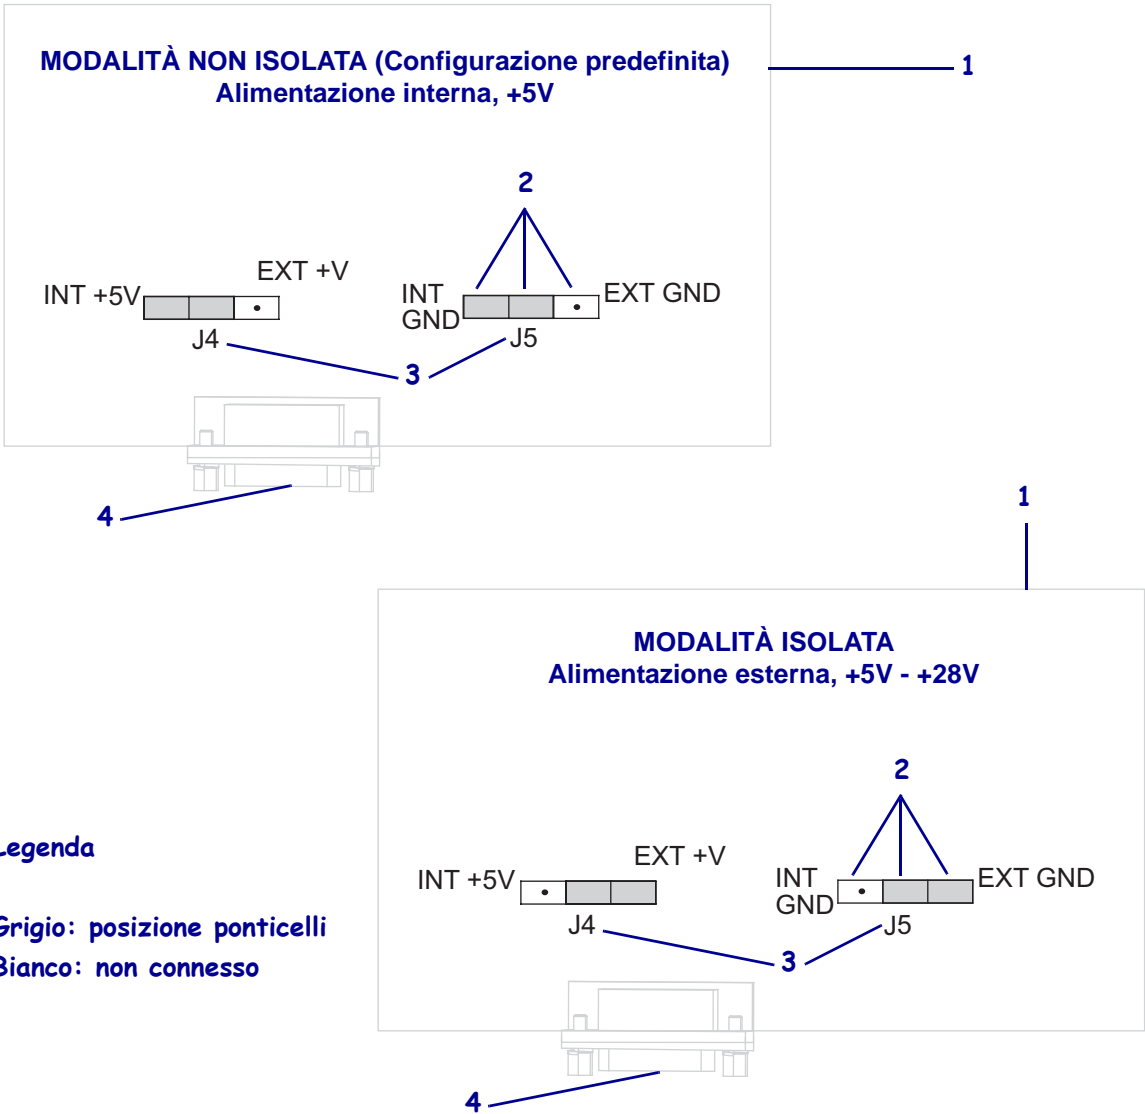 MODALITÀ NON ISOLATA (Configurazione predefinita)
Alimentazione interna, +5V
1
2
EXT +V
INT +5V
INT
GND
EXT GND
J4
J5
3
4
1
MODALITÀ ISOLATA
Alimentazione esterna, +5V - +28V
2
Legenda
EXT +V
INT +5V
INT
GND
EXT GND
Grigio: posizione ponticelli
J4
J5
Bianco: non connesso
3
4